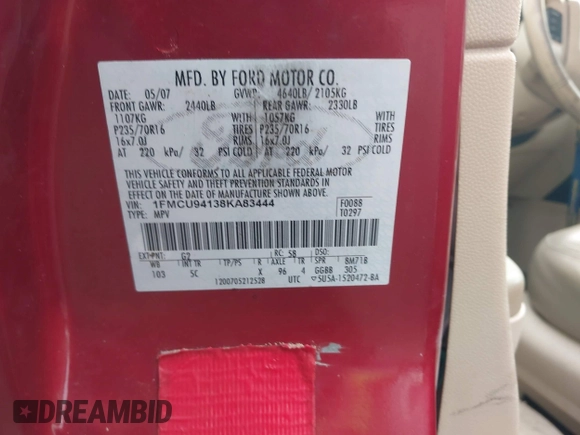 MFD. BY FORD MOTOR CO.
DATE: 05/07 GVWR: 4640LB/ 2105KG
FRONT GAWR: 2440LB REAR GAWR: 2330LB
1107KG WITH 1057KG WITH
P235/70R16 TIRES P235/70R16 TIRES
16x7.0J RIMS 16x7.0J RIMS
AT 220 kPa/ 32 PSI COLD AT 220 kPa/ 32 PSI COLD
THIS VEHICLE CONFORMS TO ALL APPLICABLE FEDERAL MOTOR
VEHICLE SAFETY AND THEFT PREVENTION STANDARDS IN
EFFECT ON THE DATE OF MANUFACTURE SHOWN ABOVE.
VIN: 1FMCU94138KA83444 F0088
TYPE: MPV T0297
EXT PNT: G2 RC: 58 DSO:
WB INT TR TP/PS R AXLE TR SPR BM71B
103 5C X 96 4 GGBB 305
1200705212528 UTC 5U5A-1520472-BA
DREAMBID